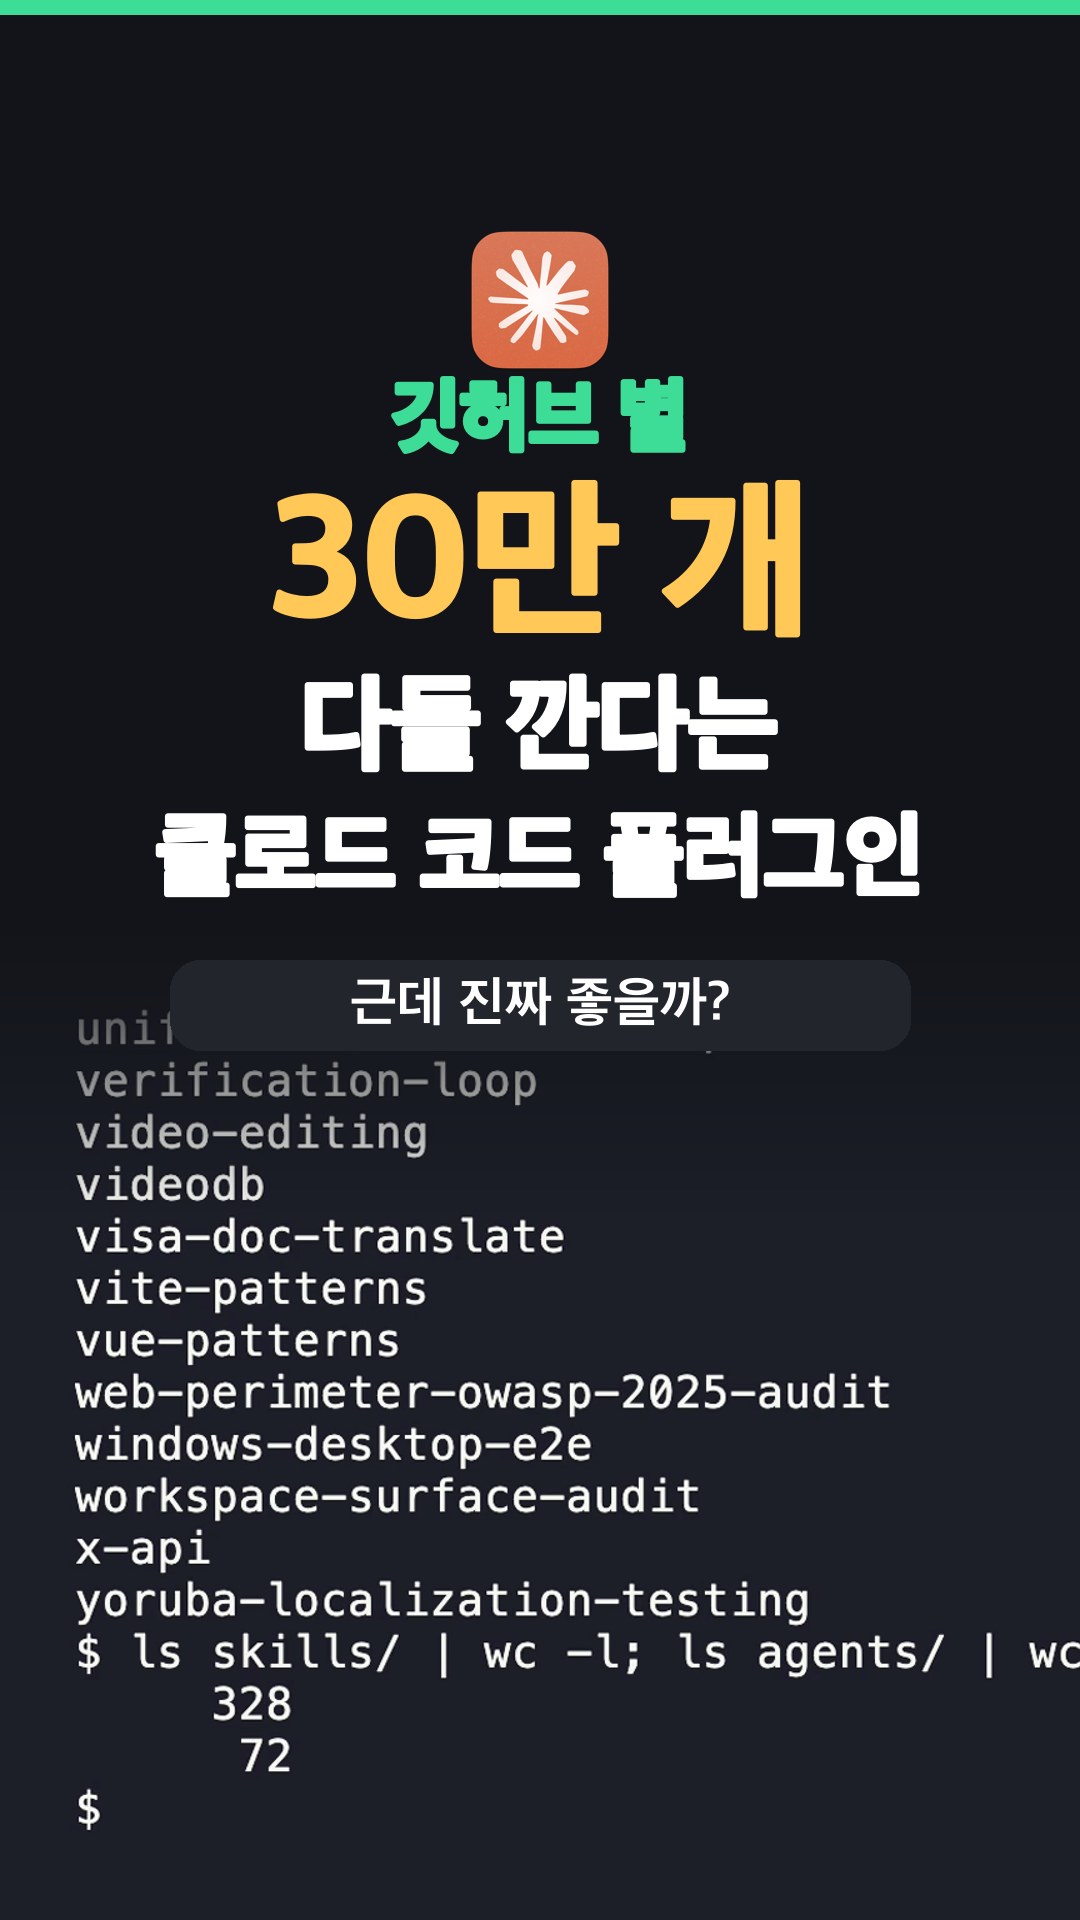 깃허브 별
30만 개
다들 깐다는
클로드 코드 플러그인
근데 진짜 좋을까?
verification-loop
video-editing
videodb
visa-doc-translate
vite-patterns
vue-patterns
web-perimeter-owasp-2025-audit
windows-desktop-e2e
workspace-surface-audit
x-api
yoruba-localization-testing
$ ls skills/ | wc -l; ls agents/ | wc
328
72
$